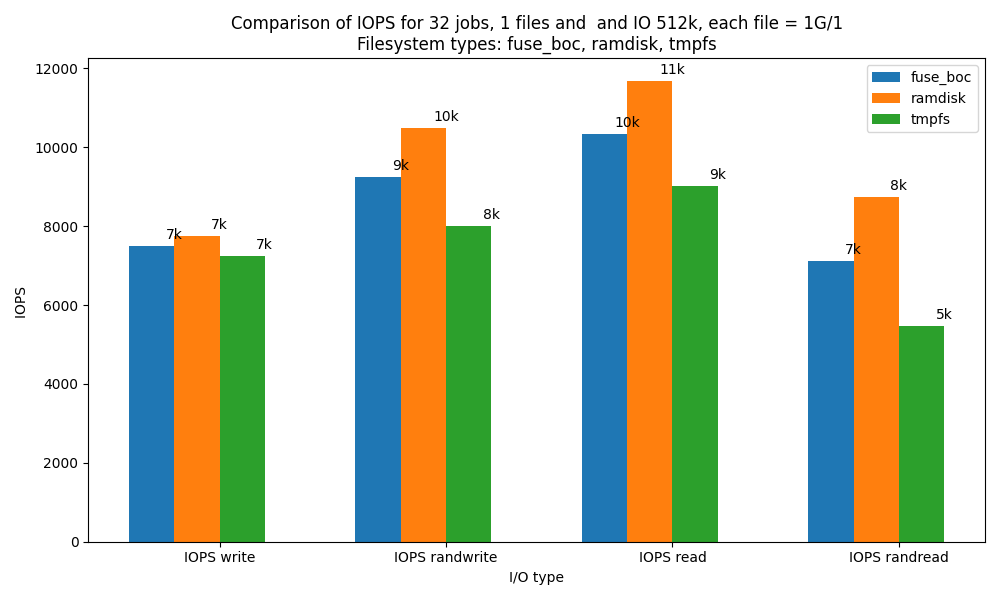 Comparison of IOPS for 32 jobs, 1 files and  and IO 512k, each file = 1G/1
Filesystem types: fuse_boc, ramdisk, tmpfs
fuse_boc
ramdisk
tmpfs
IOPS
12000
10000
8000
6000
4000
2000
0
7k
7k
7k
9k
10k
8k
10k
11k
9k
7k
8k
5k
IOPS write
IOPS randwrite
IOPS read
IOPS randread
I/O type